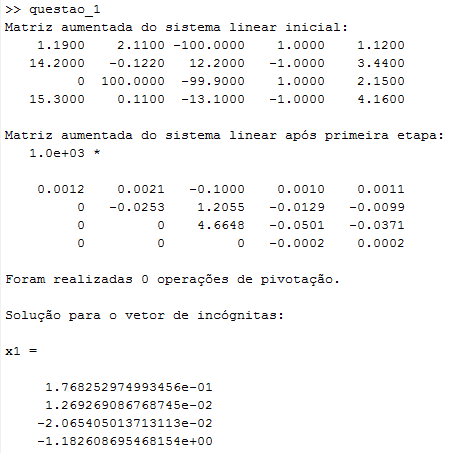 >> questao_1
Matriz aumentada do sistema linear inicial:
1.1900 2.1100 -100.0000 1.0000 1.1200
14.2000 -0.1220 12.2000 -1.0000 3.4400
0 100.0000 -99.9000 1.0000 2.1500
15.3000 0.1100 -13.1000 -1.0000 4.1600
Matriz aumentada do sistema linear após primeira etapa:
1.0e+03 *
0.0012 0.0021 -0.1000 0.0010 0.0011
0 -0.0253 1.2055 -0.0129 -0.0099
0 0 4.6648 -0.0501 -0.0371
0 0 0 -0.0002 0.0002
Foram realizadas 0 operações de pivotação.
Solução para o vetor de incógnitas:
x1 =
1.768252974993456e-01
1.269269086768745e-02
-2.065405013713113e-02
-1.182608695468154e+00